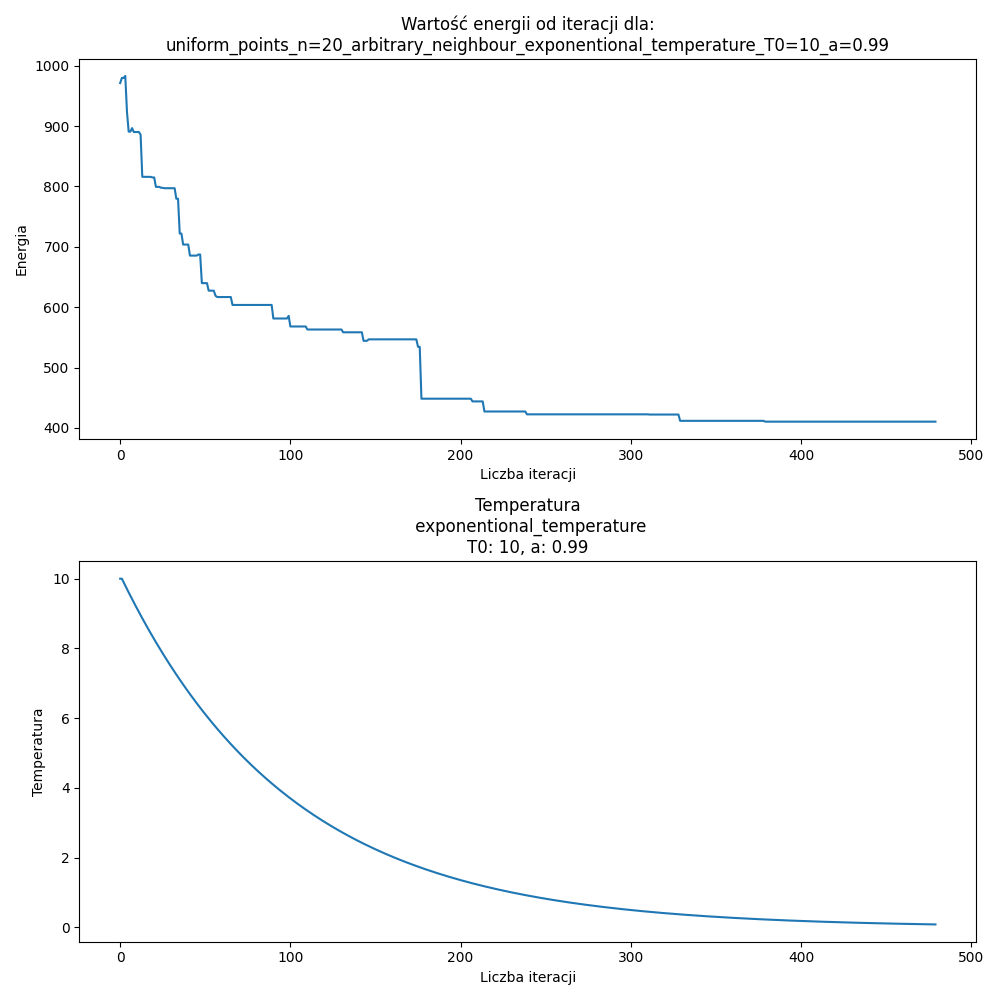 Wartość energii od iteracji dla:
uniform_points_n=20_arbitrary_neighbour_exponentional_temperature_T0=10_a=0.99
1000
900
800
700
600
500
400
Energia
0 100 200 300 400 500
Liczba iteracji
Temperatura
exponentional_temperature
T0: 10, a: 0.99
10
8
6
4
2
0
Temperatura
0 100 200 300 400 500
Liczba iteracji